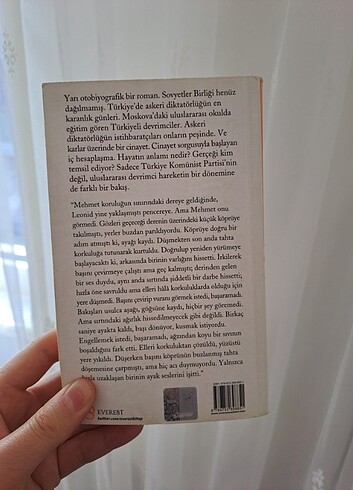 Yarı otobiyografik bir roman. Sovyetler Birliği henüz
dağılmamış. Türkiye'de askeri diktatörlüğün en
karanlık günleri. Moskova'daki uluslararası okulda
eğitim gören Türkiyeli devrimciler. Askeri
diktatörlüğün istihbaratçıları onların peşinde. Ve
karlar üzerinde bir cinayet. Cinayet sorgusuyla başlayan
iç hesaplaşma. Hayatın anlamı nedir? Gerçeği kim
temsil ediyor? Sadece Türkiye Komünist Partisi'nin
değil, uluslararası devrimci hareketin bir dönemine
de farklı bir bakış.
"Mehmet koruluğun sınırındaki dereye geldiğinde,
Leonid yine yaklaşmıştı pencereye. Ama Mehmet onu
görmedi. Gözleri geçeceği derenin üzerindeki küçük köprüye
takılmıştı, yerler buzdan parıldıyordu. Köprüye doğru bir
adım atmıştı ki, ayağı kaydı. Düşmekten son anda tahta
korkuluğa tutunarak kurtuldu. Doğrulup yeniden yürümeye
başlayacaktı ki, arkasında birinin varlığını hissetti. İrkilerek
başını çevirmeye çalıştı ama geç kalmıştı; derinden gelen
bir ses duydu, aynı anda sırtında şiddetli bir darbe hissetti;
hızla öne savruldu ama elleri hâlâ korkuluklarda olduğu için
yere düşmedi. Başını çevirip vuranı görmek istedi, başaramadı.
Bakışları usulca aşağı, göğsüne kaydı, hiçbir şey göremedi.
Ama sırtındaki ağırlık hissedilmeyecek gibi değildi. Birkaç
saniye ayakta kaldı, başı dönüyor, kusmak istiyordu.
Engellemek istedi, başaramadı, ağzından koyu bir sıvının
boşaldığını fark etti. Elleri korkuluktan çözüldü, yüzüstü
yere yıkıldı. Düşerken başını köprünün buzlanmış tahta
döşemesine çarpmıştı, ama hiç acı duymuyordu. Yalnızca
uzaklaşan birinin ayak seslerini işitti."
EVEREST
twitter.com/everestkitap